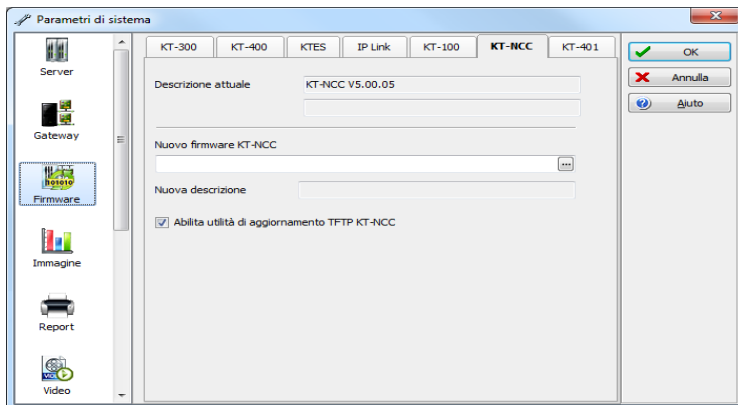 Parametri di sistema
Server
Gateway
Firmware
Immagine
Report
Video
KT-300 KT-400 KTES IP Link KT-100 KT-NCC KT-401
Descrizione attuale KT-NCC V5.00.05
Nuovo firmware KT-NCC
...
Nuova descrizione
Abilita utilità di aggiornamento TFTP KT-NCC
OK
Annulla
Aiuto